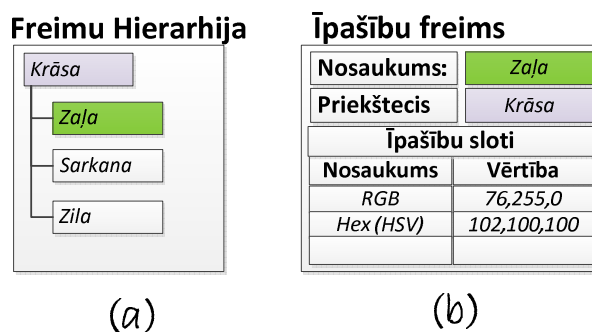 Freimu Hierarhija
Krāsa
Zaļa
Sarkana
Zila
(a)
Īpašību freims
Nosaukums: Zaļa
Priekštecis Krāsa
Īpašību sloti
Nosaukums Vērtība
RGB 76,255,0
Hex (HSV) 102,100,100
(b)